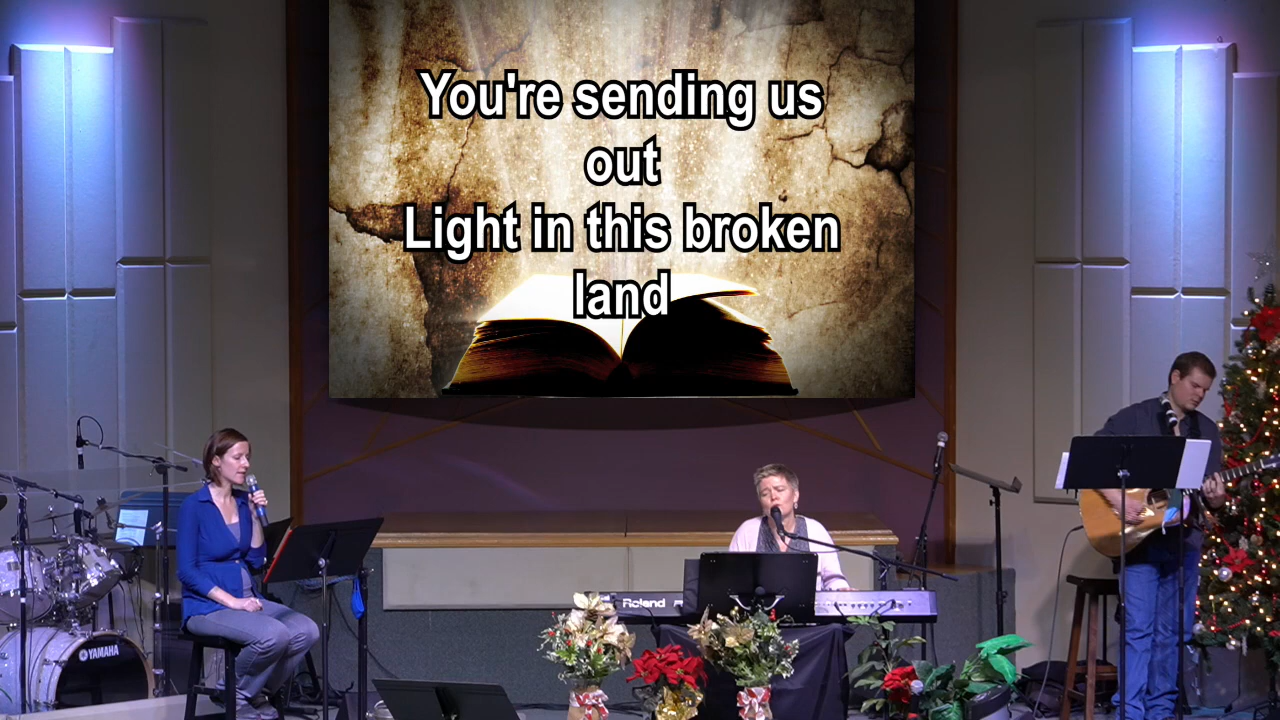 You're sending us
out
Light in this broken
land
Roland
YAMAHA